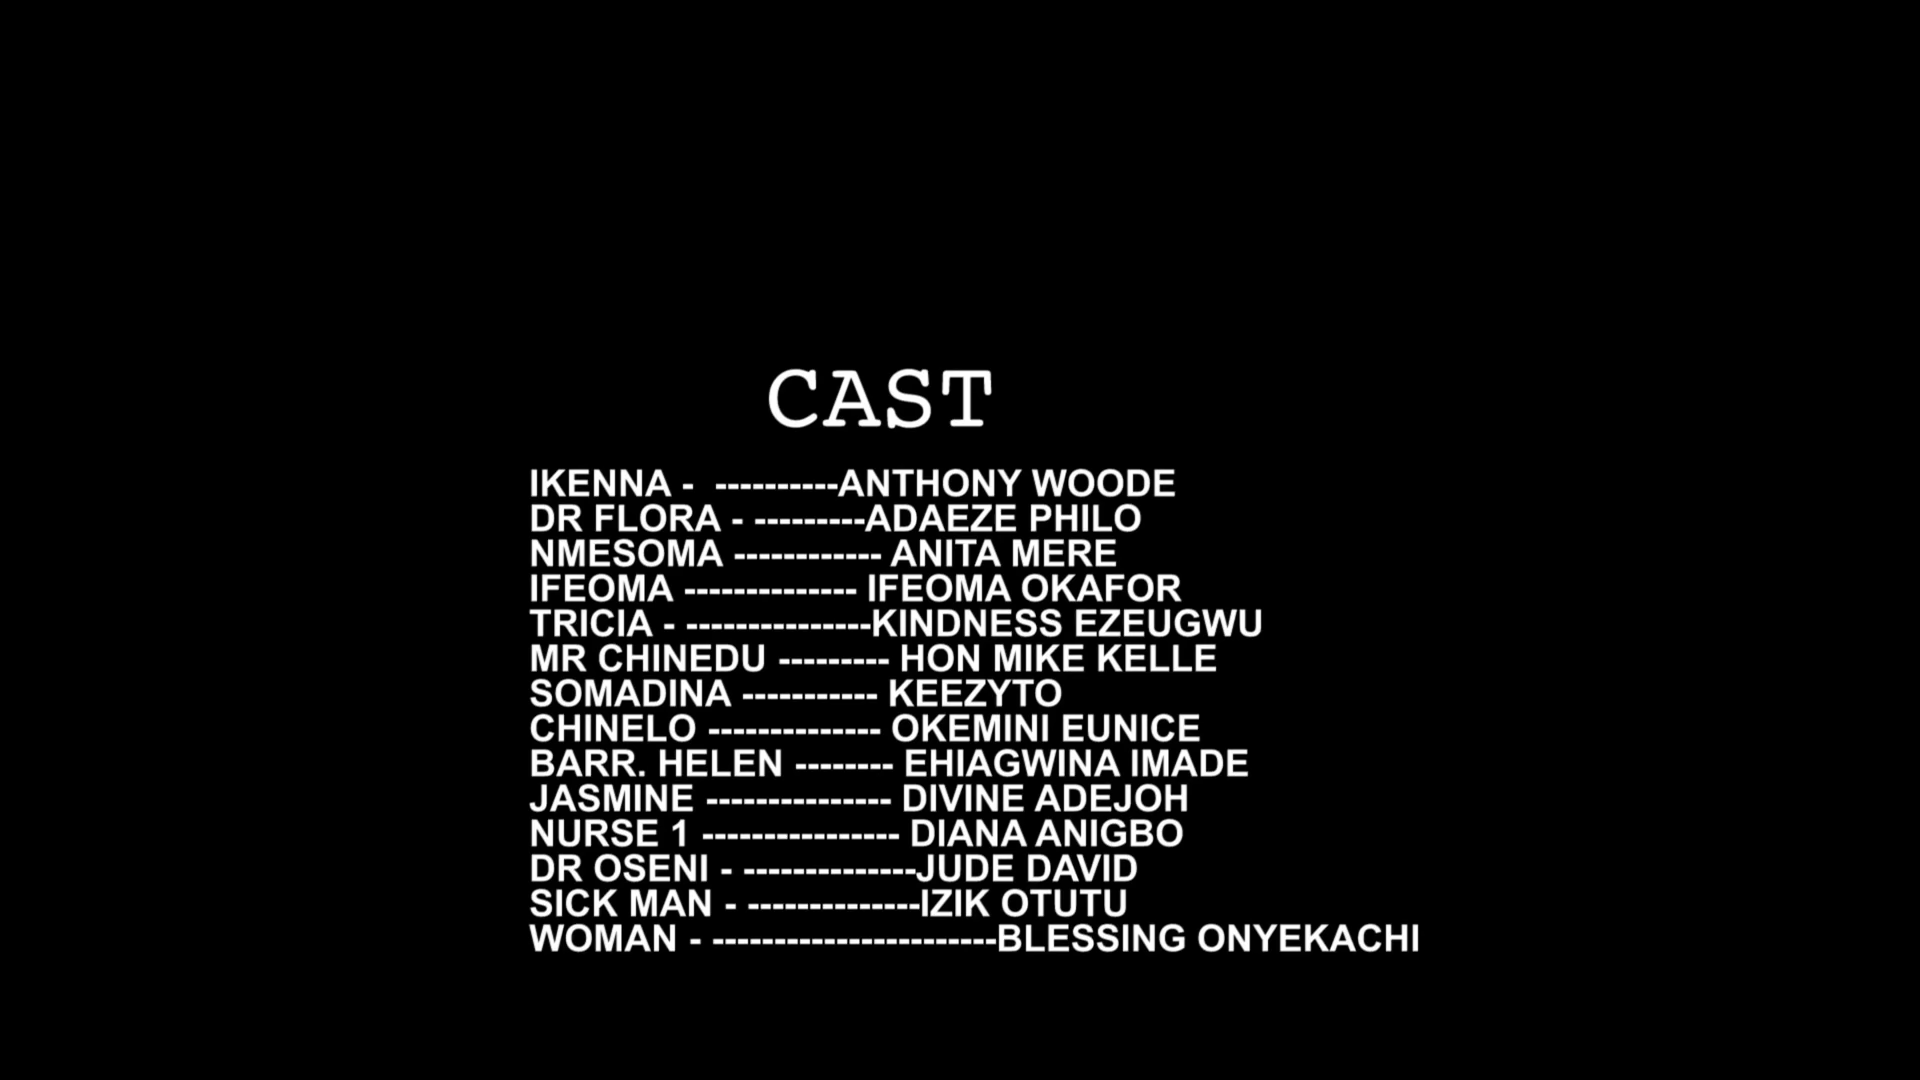 CAST
IKENNA -  ----------ANTHONY WOODE
DR FLORA - ---------ADAEZE PHILO
NMESOMA ------------ ANITA MERE
IFEOMA -------------- IFEOMA OKAFOR
TRICIA - ---------------KINDNESS EZEUGWU
MR CHINEDU --------- HON MIKE KELLE
SOMADINA ----------- KEEZYTO
CHINELO -------------- OKEMINI EUNICE
BARR. HELEN -------- EHIAGWINA IMADE
JASMINE --------------- DIVINE ADEJOH
NURSE 1 ---------------- DIANA ANIGBO
DR OSENI - --------------JUDE DAVID
SICK MAN - --------------IZIK OTUTU
WOMAN - -----------------------BLESSING ONYEKACHI